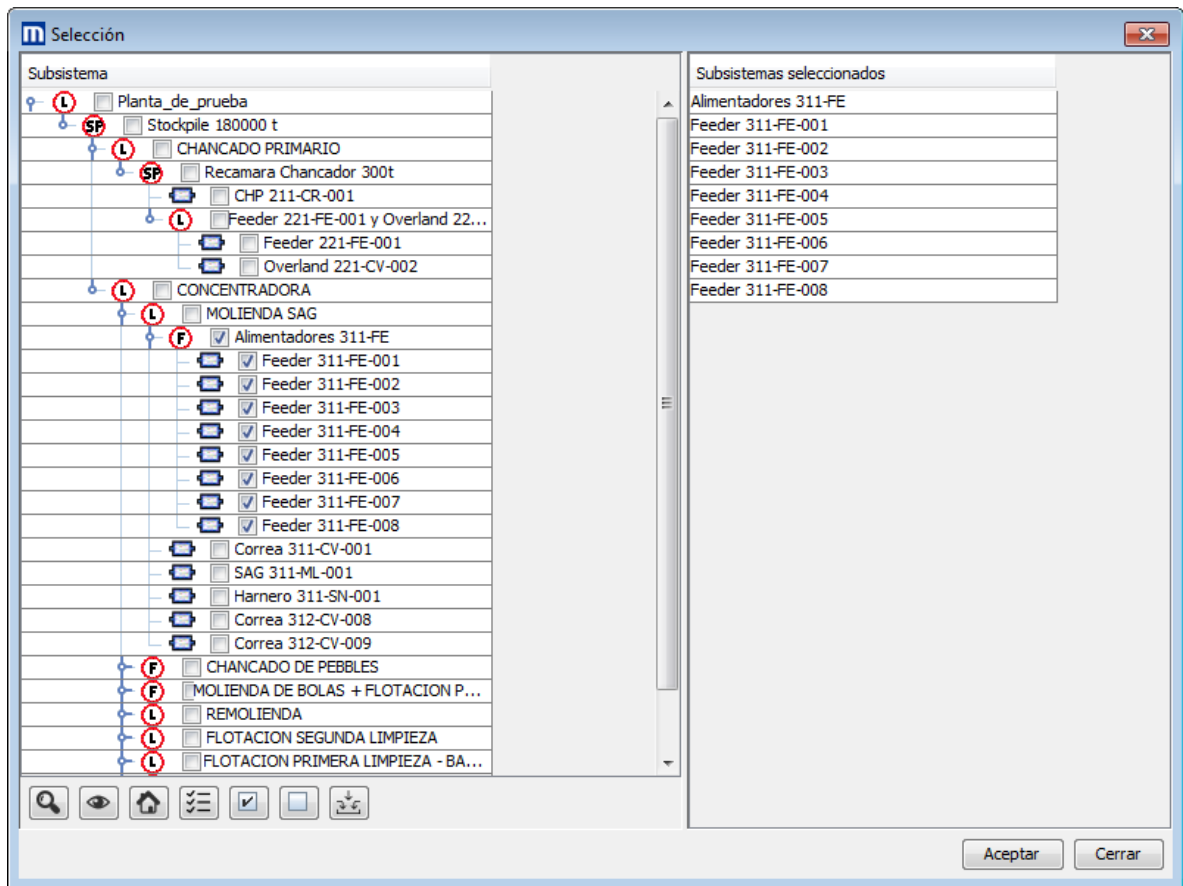 m Selección
Subsistema
L Planta_de_prueba
SP Stockpile 180000 t
L CHANCADO PRIMARIO
SP Recamara Chancador 300t
CHP 211-CR-001
L Feeder 221-FE-001 y Overland 22...
Feeder 221-FE-001
Overland 221-CV-002
L CONCENTRADORA
L MOLIENDA SAG
F Alimentadores 311-FE
Feeder 311-FE-001
Feeder 311-FE-002
Feeder 311-FE-003
Feeder 311-FE-004
Feeder 311-FE-005
Feeder 311-FE-006
Feeder 311-FE-007
Feeder 311-FE-008
Correa 311-CV-001
SAG 311-ML-001
Harnero 311-SN-001
Correa 312-CV-008
Correa 312-CV-009
F CHANCADO DE PEBBLES
F MOLIENDA DE BOLAS + FLOTACION P...
L REMOLIENDA
L FLOTACION SEGUNDA LIMPIEZA
L FLOTACION PRIMERA LIMPIEZA - BA...
Subsistemas seleccionados
Alimentadores 311-FE
Feeder 311-FE-001
Feeder 311-FE-002
Feeder 311-FE-003
Feeder 311-FE-004
Feeder 311-FE-005
Feeder 311-FE-006
Feeder 311-FE-007
Feeder 311-FE-008
Aceptar
Cerrar